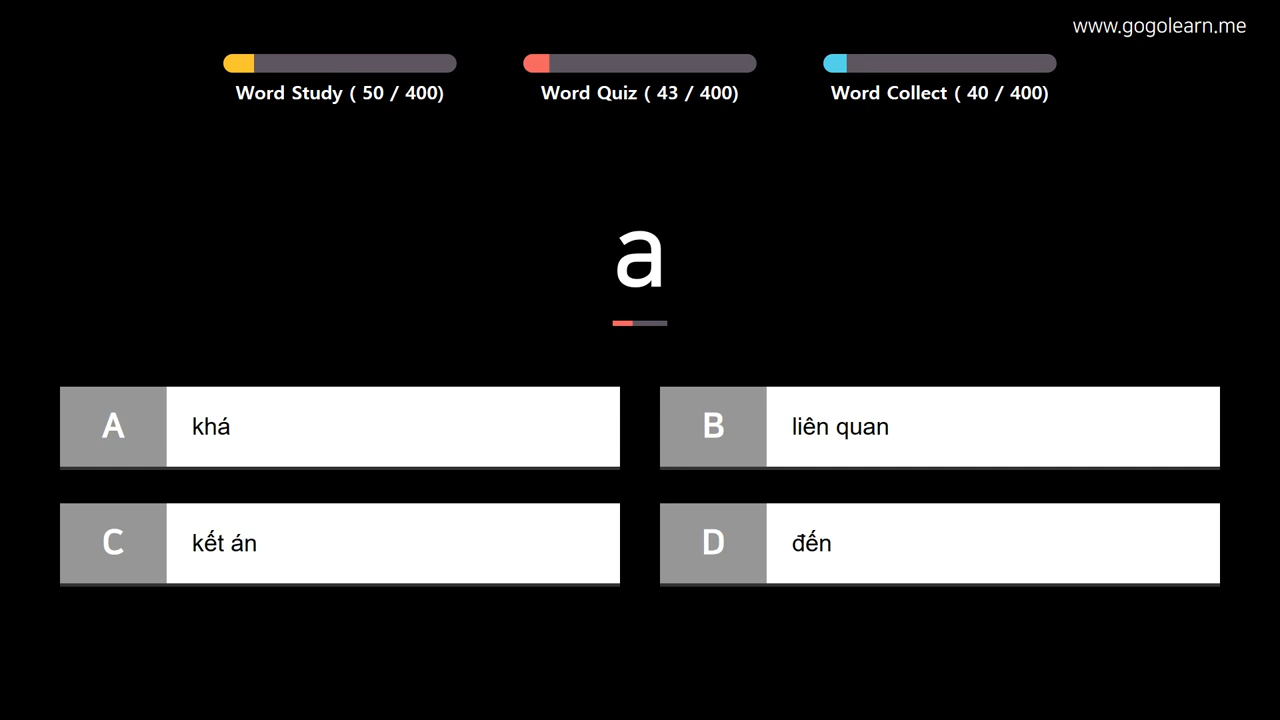 www.gogolearn.me
Word Study ( 50 / 400)
Word Quiz ( 43 / 400)
Word Collect ( 40 / 400)
a
A
khá
B
liên quan
C
kết án
D
đến